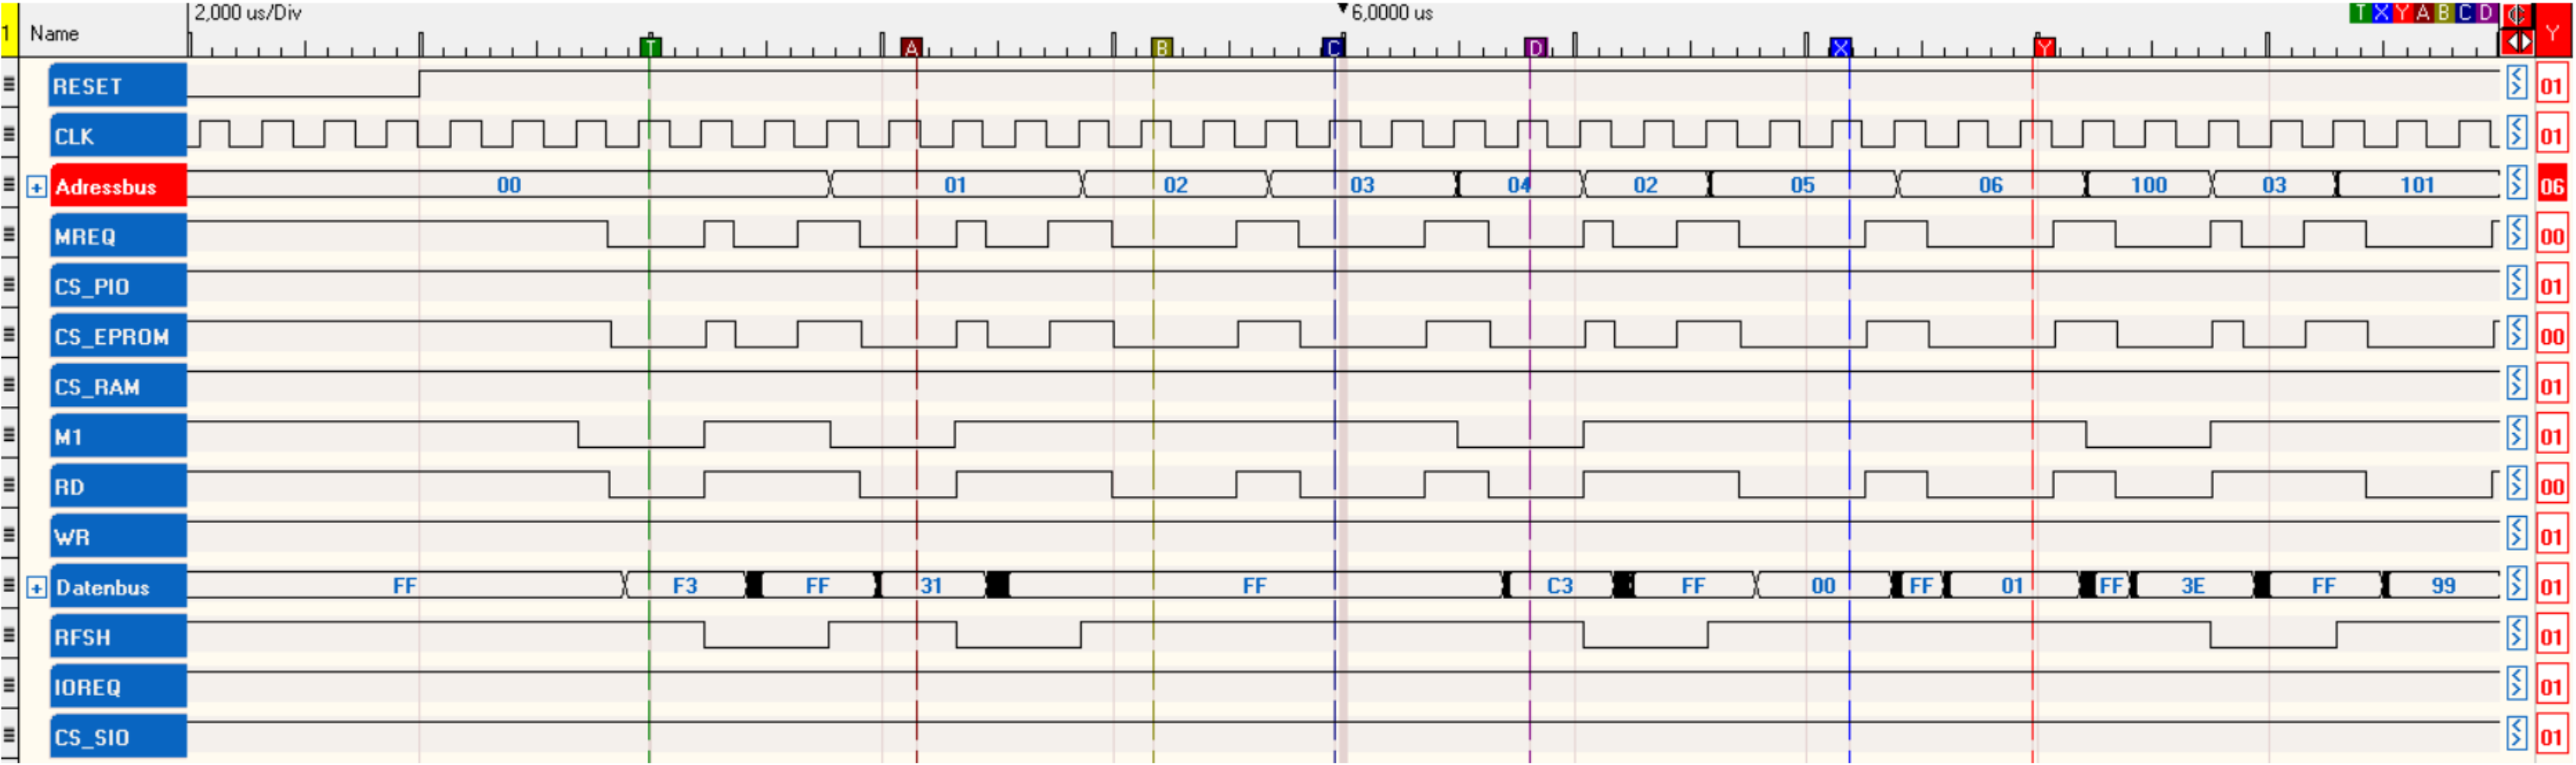 2,000 us/Div 6,0000 us T X Y A B C D
1 Name T A B C D X Y Y
RESET 01
CLK 01
Adressbus 00 01 02 03 04 02 05 06 100 03 101 06
MREQ 00
CS_PIO 01
CS_EPROM 00
CS_RAM 01
M1 01
RD 00
WR 01
Datenbus FF F3 FF 31 FF C3 FF 00 FF 01 FF 3E FF 99 01
RFSH 01
IOREQ 01
CS_SIO 01